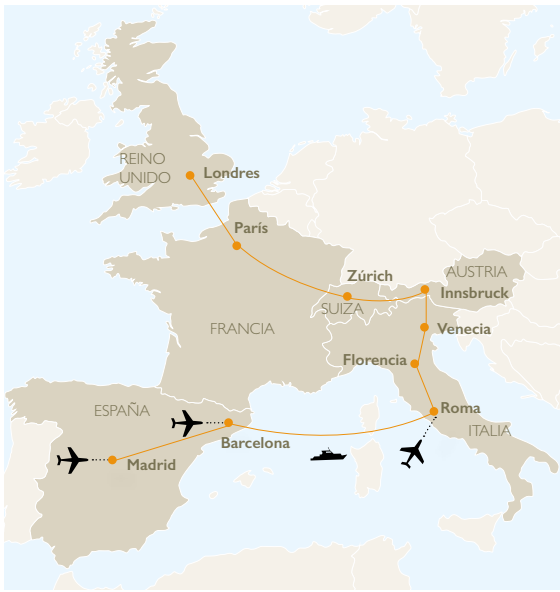 REINO
UNIDO
Londres
París
Zúrich
AUSTRIA
Innsbruck
SUIZA
FRANCIA
Venecia
Florencia
ESPAÑA
Roma
ITALIA
Barcelona
Madrid